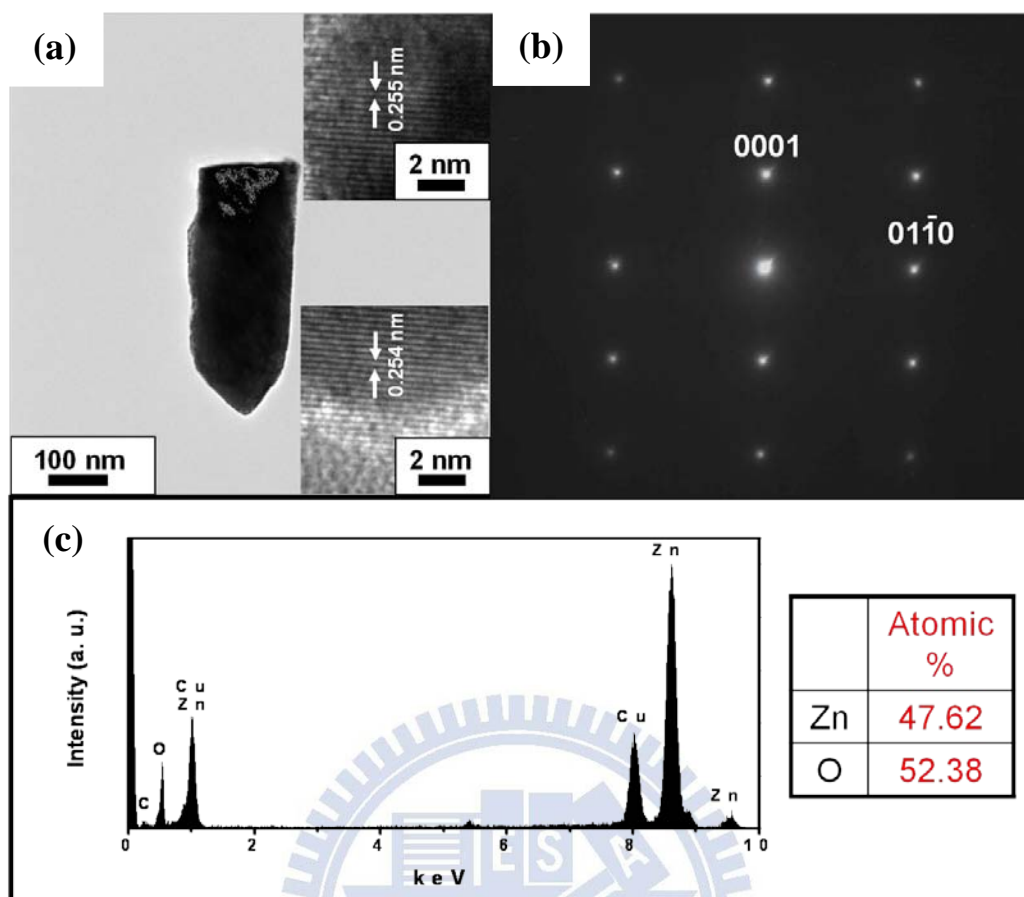 (a)
0.255 nm
2 nm
0.254 nm
2 nm
100 nm
(b)
0001
011̄0
(c)
Intensity (a. u.)
C
O
Cu
Zn
Cu
Zn
Zn
0 2 4 6 8 10
keV
Atomic
%
Zn 47.62
O 52.38
ES
A